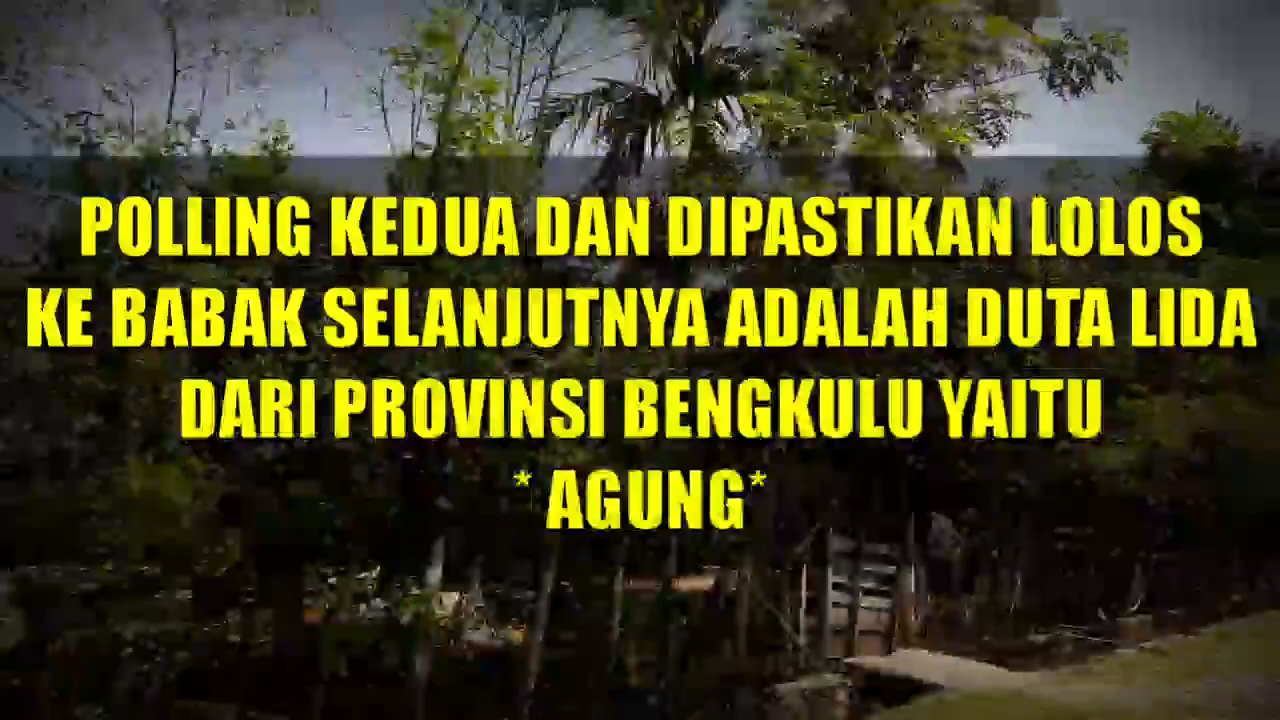 POLLING KEDUA DAN DIPASTIKAN LOLOS
KE BABAK SELANJUTNYA ADALAH DUTA LIDA
DARI PROVINSI BENGKULU YAITU
* AGUNG*